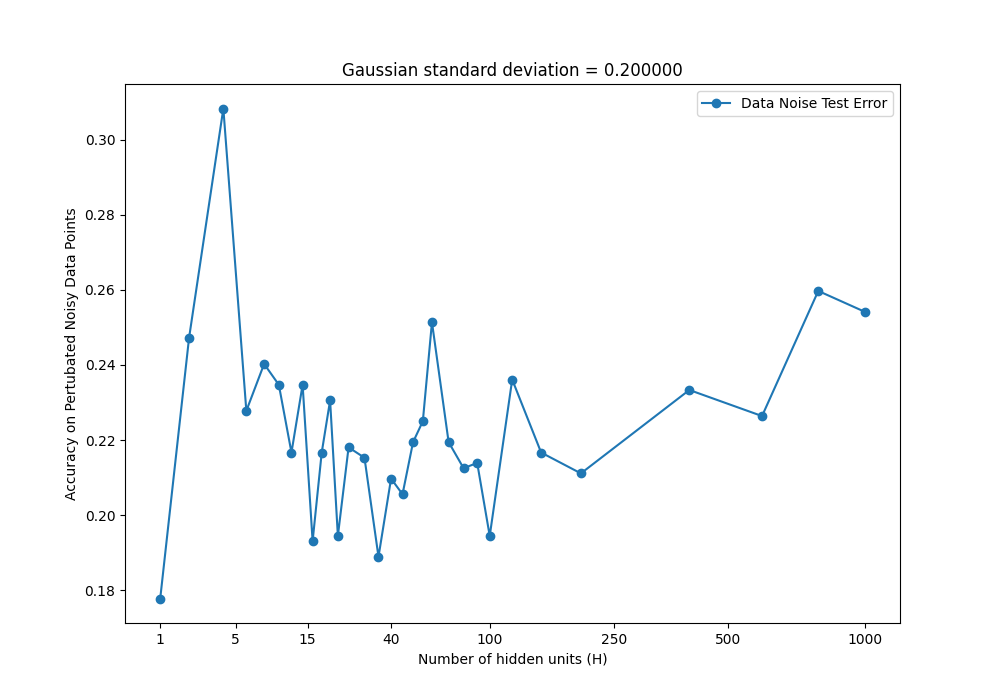 Gaussian standard deviation = 0.200000
Data Noise Test Error
Accuracy on Pertubated Noisy Data Points
0.30
0.28
0.26
0.24
0.22
0.20
0.18
1 5 15 40 100 250 500 1000
Number of hidden units (H)